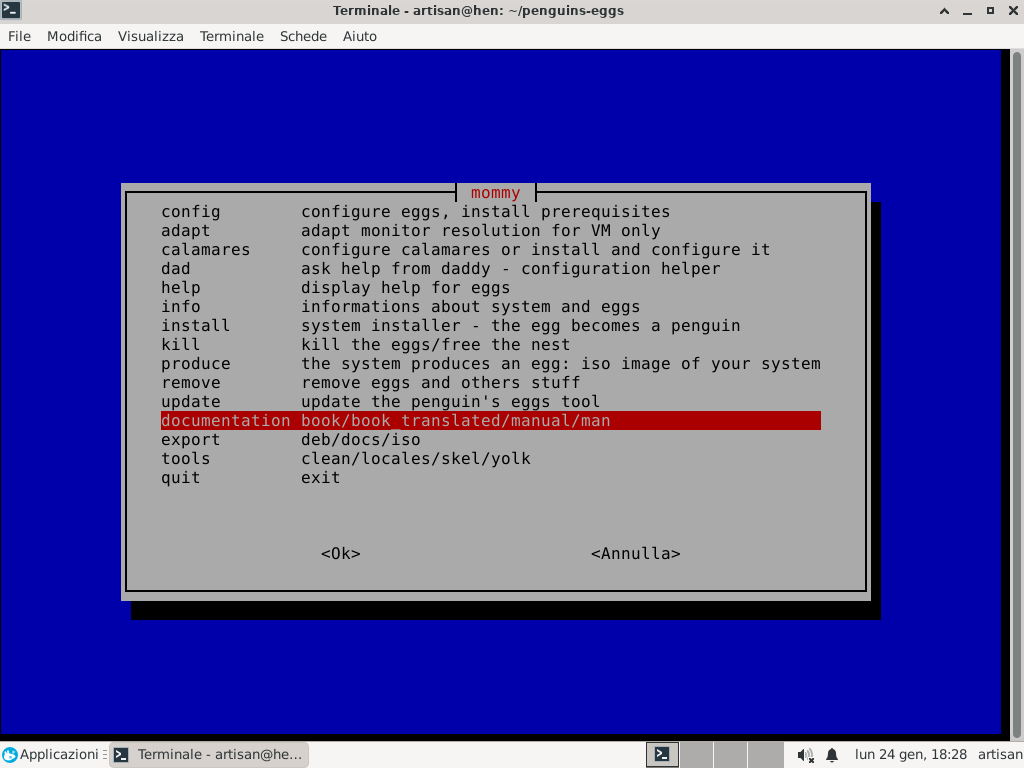 Terminale - artisan@hen: ~/penguins-eggs
File Modifica Visualizza Terminale Schede Aiuto
mommy
config configure eggs, install prerequisites
adapt adapt monitor resolution for VM only
calamares configure calamares or install and configure it
dad ask help from daddy - configuration helper
help display help for eggs
info informations about system and eggs
install system installer - the egg becomes a penguin
kill kill the eggs/free the nest
produce the system produces an egg: iso image of your system
remove remove eggs and others stuff
update update the penguin's eggs tool
documentation book/book_translated/manual/man
export deb/docs/iso
tools clean/locales/skel/yolk
quit exit
<Ok> <Annulla>
Applicazioni Terminale - artisan@he... lun 24 gen, 18:28 artisan